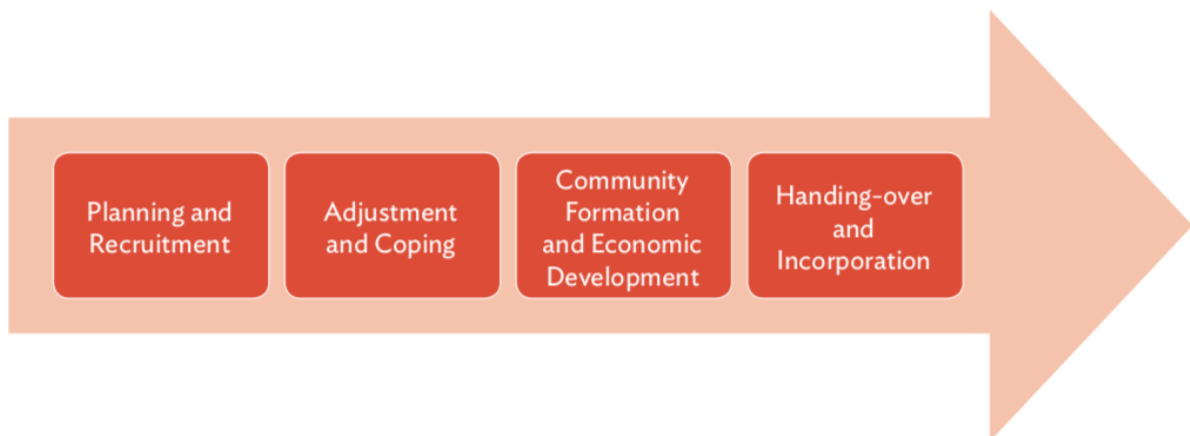 Planning and
Recruitment
Adjustment
and Coping
Community
Formation
and Economic
Development
Handing-over
and
Incorporation